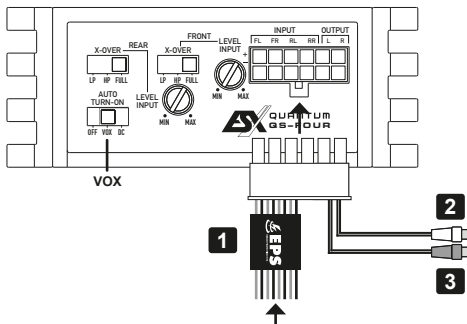 INPUT OUTPUT
FL FR RL RR L R
+
-
REAR
X-OVER
LP HP FULL
FRONT
X-OVER
LP HP FULL
LEVEL
INPUT
MIN MAX
AUTO
TURN-ON
OFF VOX DC
LEVEL
INPUT
MIN MAX
ESX QUANTUM
QS-FOUR
VOX
1
EPS
2
3